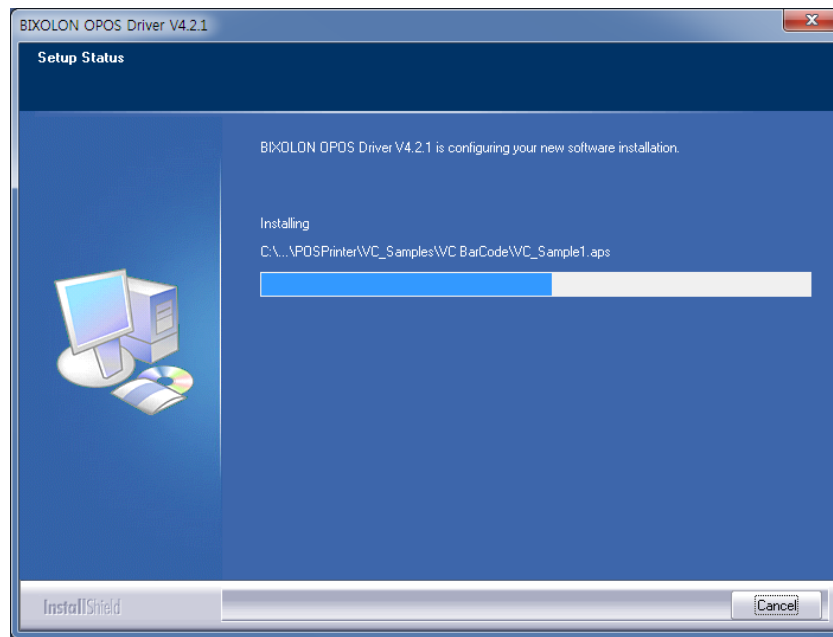 BIXOLON OPOS Driver V4.2.1
Setup Status
BIXOLON OPOS Driver V4.2.1 is configuring your new software installation.
Installing
C:\...\POSPrinter\VC_Samples\VC BarCode\VC_Sample1.aps
InstallShield
Cancel